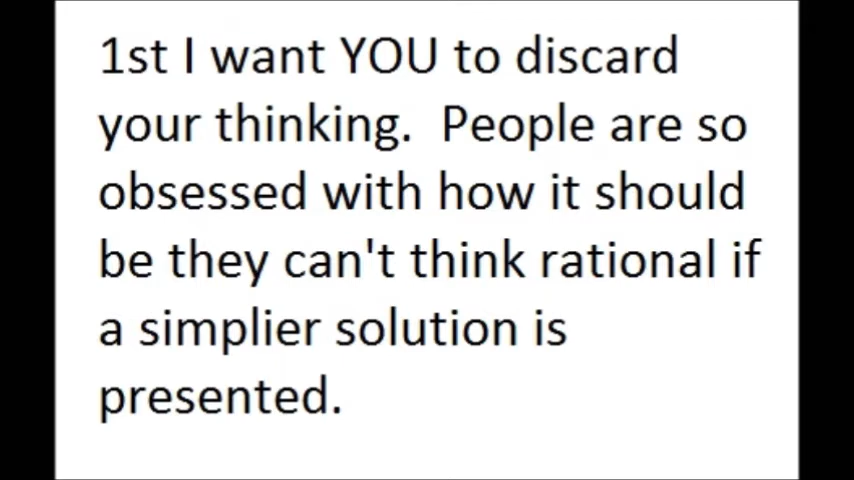 1st I want YOU to discard
your thinking.  People are so
obsessed with how it should
be they can't think rational if
a simplier solution is
presented.